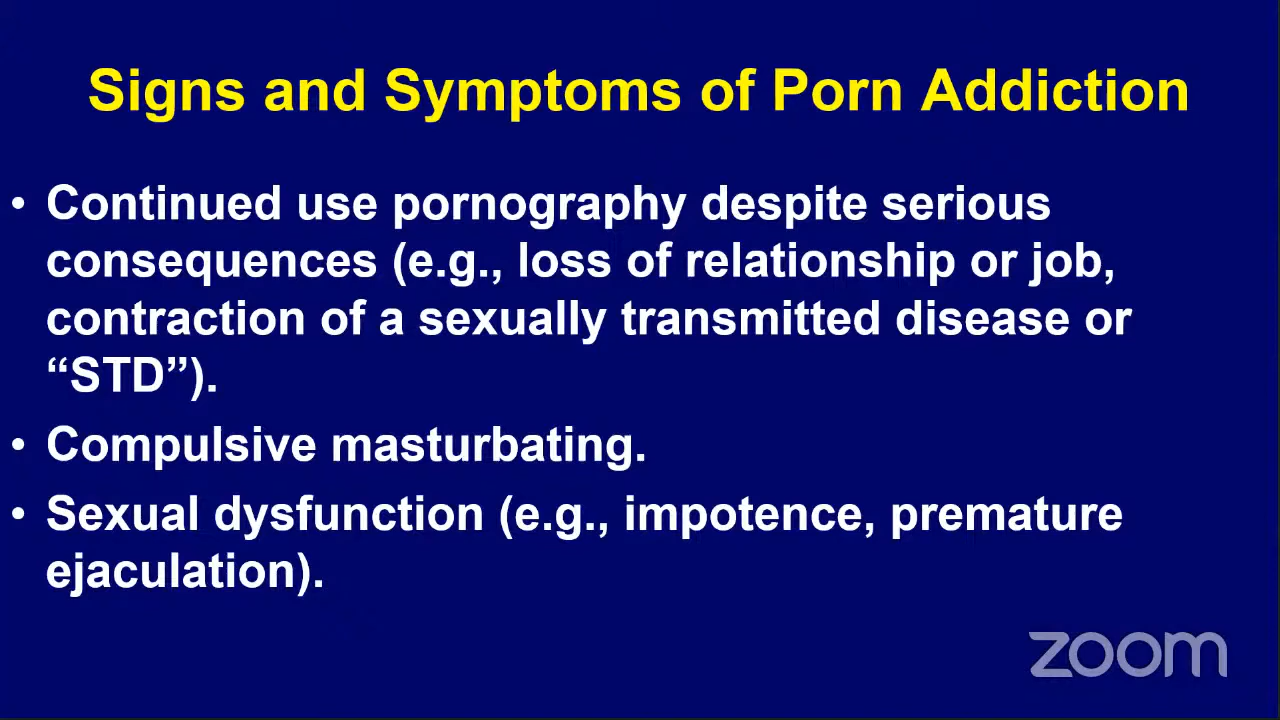 Signs and Symptoms of Porn Addiction
• Continued use pornography despite serious
consequences (e.g., loss of relationship or job,
contraction of a sexually transmitted disease or
“STD”).
• Compulsive masturbating.
• Sexual dysfunction (e.g., impotence, premature
ejaculation).
zoom